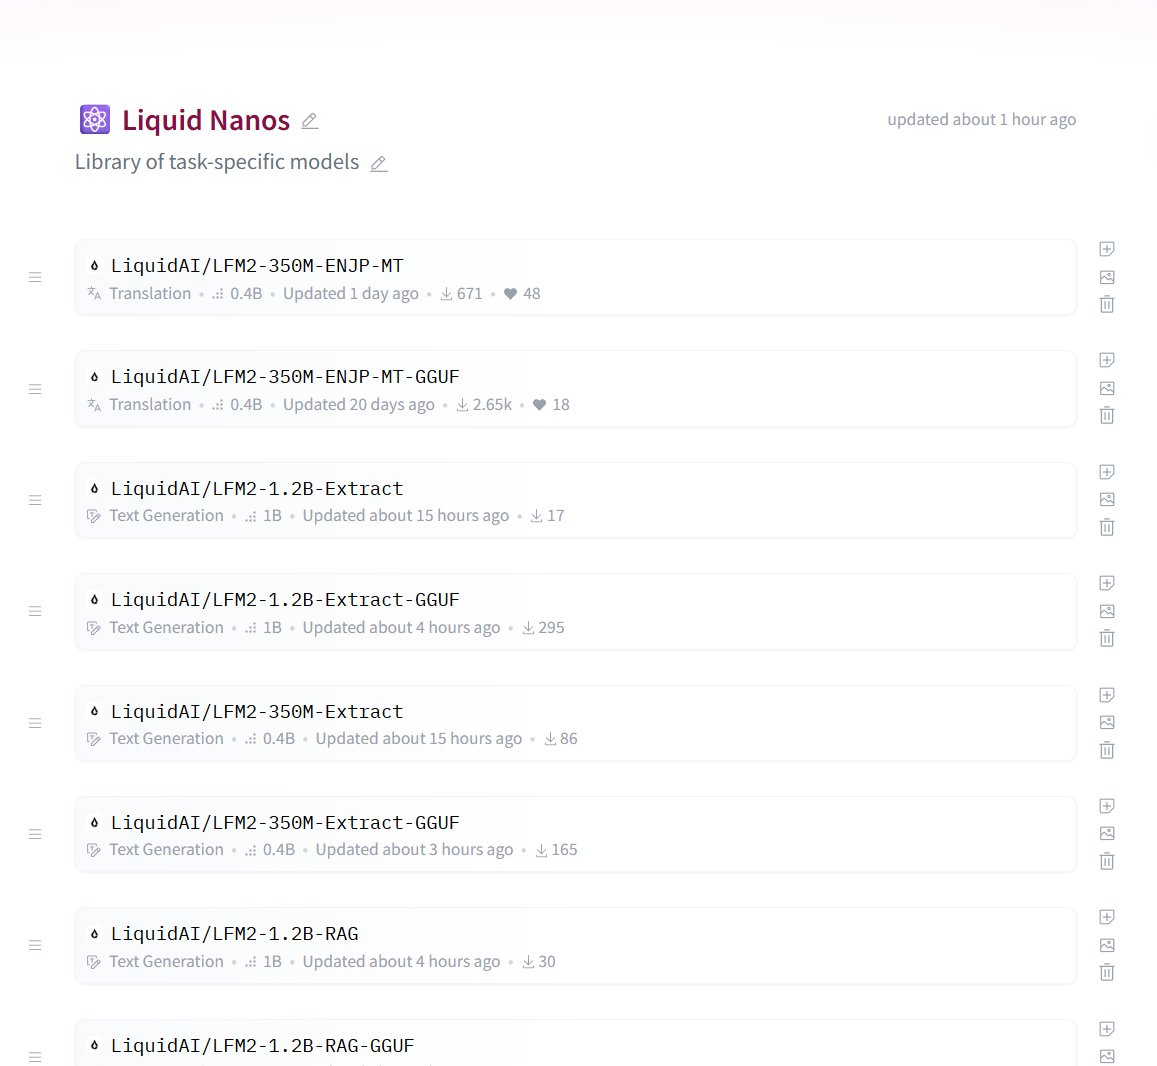 Liquid Nanos
updated about 1 hour ago
Library of task-specific models
LiquidAI/LFM2-350M-ENJP-MT
Translation • 0.4B • Updated 1 day ago • 671 • 48
LiquidAI/LFM2-350M-ENJP-MT-GGUF
Translation • 0.4B • Updated 20 days ago • 2.65k • 18
LiquidAI/LFM2-1.2B-Extract
Text Generation • 1B • Updated about 15 hours ago • 17
LiquidAI/LFM2-1.2B-Extract-GGUF
Text Generation • 1B • Updated about 4 hours ago • 295
LiquidAI/LFM2-350M-Extract
Text Generation • 0.4B • Updated about 15 hours ago • 86
LiquidAI/LFM2-350M-Extract-GGUF
Text Generation • 0.4B • Updated about 3 hours ago • 165
LiquidAI/LFM2-1.2B-RAG
Text Generation • 1B • Updated about 4 hours ago • 30
LiquidAI/LFM2-1.2B-RAG-GGUF